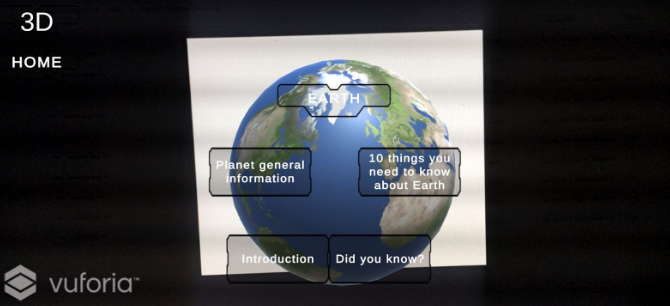 3D
HOME
EARTH
Planet general
information
10 things you
need to know
about Earth
Introduction
Did you know?
vuforia™